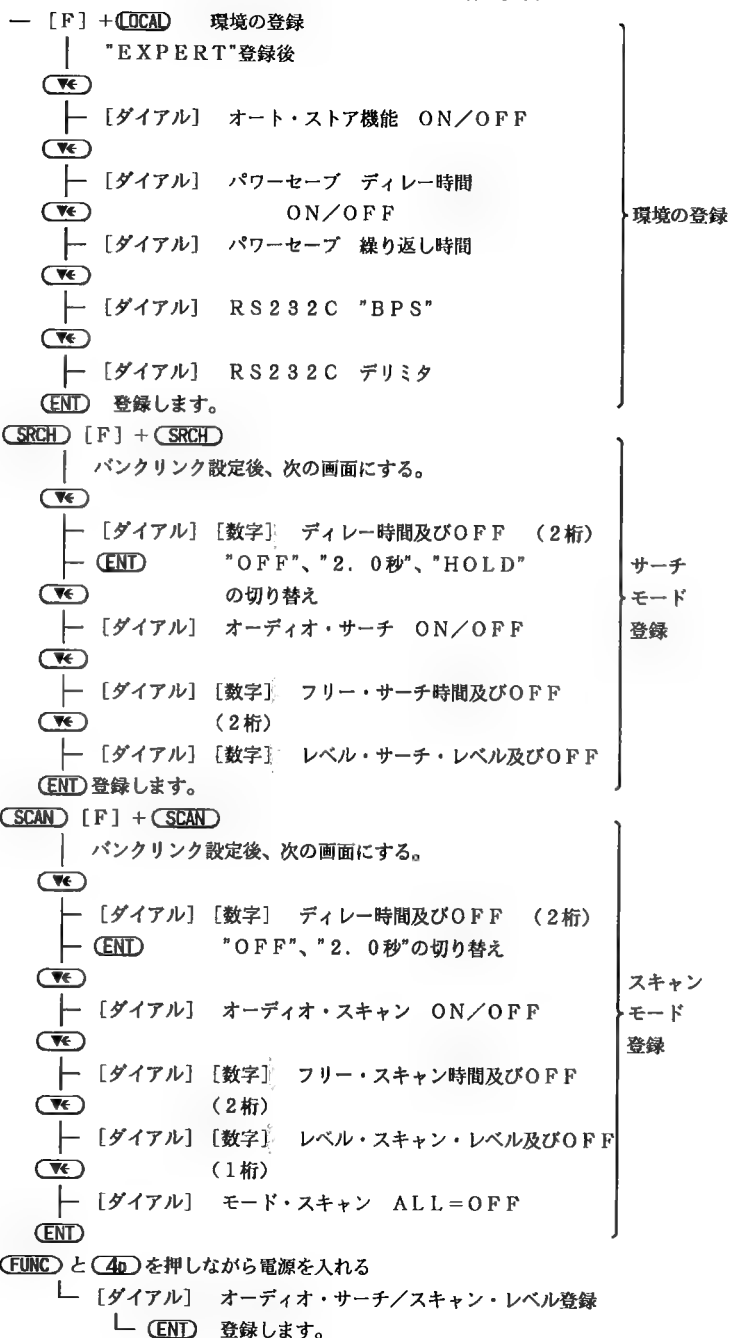 [F]+LOCAL 環境の登録
"EXPERT"登録後
▼←
[ダイアル] オート・ストア機能 ON/OFF
▼←
[ダイアル] パワーセーブ ディレー時間
▼← ON/OFF
環境の登録
[ダイアル] パワーセーブ 繰り返し時間
▼←
[ダイアル] RS232C "BPS"
▼←
[ダイアル] RS232C デリミタ
ENT 登録します。
SRCH [F]+SRCH
バンクリンク設定後、次の画面にする。
▼←
[ダイアル] [数字] ディレー時間及びOFF (2桁)
ENT "OFF"、"2.0秒"、"HOLD"
▼← の切り替え
サーチ
モード
登録
[ダイアル] オーディオ・サーチ ON/OFF
▼←
[ダイアル] [数字] フリー・サーチ時間及びOFF
▼← (2桁)
[ダイアル] [数字] レベル・サーチ・レベル及びOFF
ENT 登録します。
SCAN [F]+SCAN
バンクリンク設定後、次の画面にする。
▼←
[ダイアル] [数字] ディレー時間及びOFF (2桁)
ENT "OFF"、"2.0秒"の切り替え
▼←
スキャン
モード
登録
[ダイアル] オーディオ・スキャン ON/OFF
▼←
[ダイアル] [数字] フリー・スキャン時間及びOFF
▼← (2桁)
[ダイアル] [数字] レベル・スキャン・レベル及びOFF
▼← (1桁)
[ダイアル] モード・スキャン ALL=OFF
ENT
FUNC と 4D を押しながら電源を入れる
[ダイアル] オーディオ・サーチ/スキャン・レベル登録
ENT 登録します。